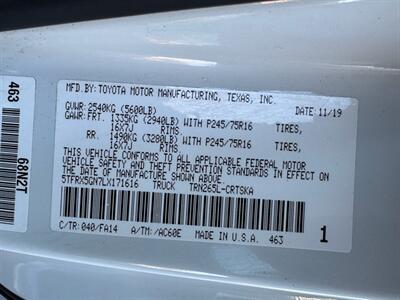 MFD.BY: TOYOTA MOTOR MANUFACTURING, TEXAS, INC.
DATE: 11/19
GVWR: 2540KG (5600LB)
GAWR: FRT. 1335KG (2940LB) WITH P245/75R16 TIRES,
16X7J RIMS.
RR. 1490KG (3280LB) WITH P245/75R16 TIRES,
16X7J RIMS.
THIS VEHICLE CONFORMS TO ALL APPLICABLE FEDERAL MOTOR
VEHICLE SAFETY AND THEFT PREVENTION STANDARDS IN EFFECT ON
THE DATE OF MANUFACTURE SHOWN ABOVE.
5TFRX5GN7LX171616 TRUCK TRN265L-CRTSKA
C/TR: 040/FA14 A/TM: /AC60E MADE IN U.S.A. 463
1
463
68N2T